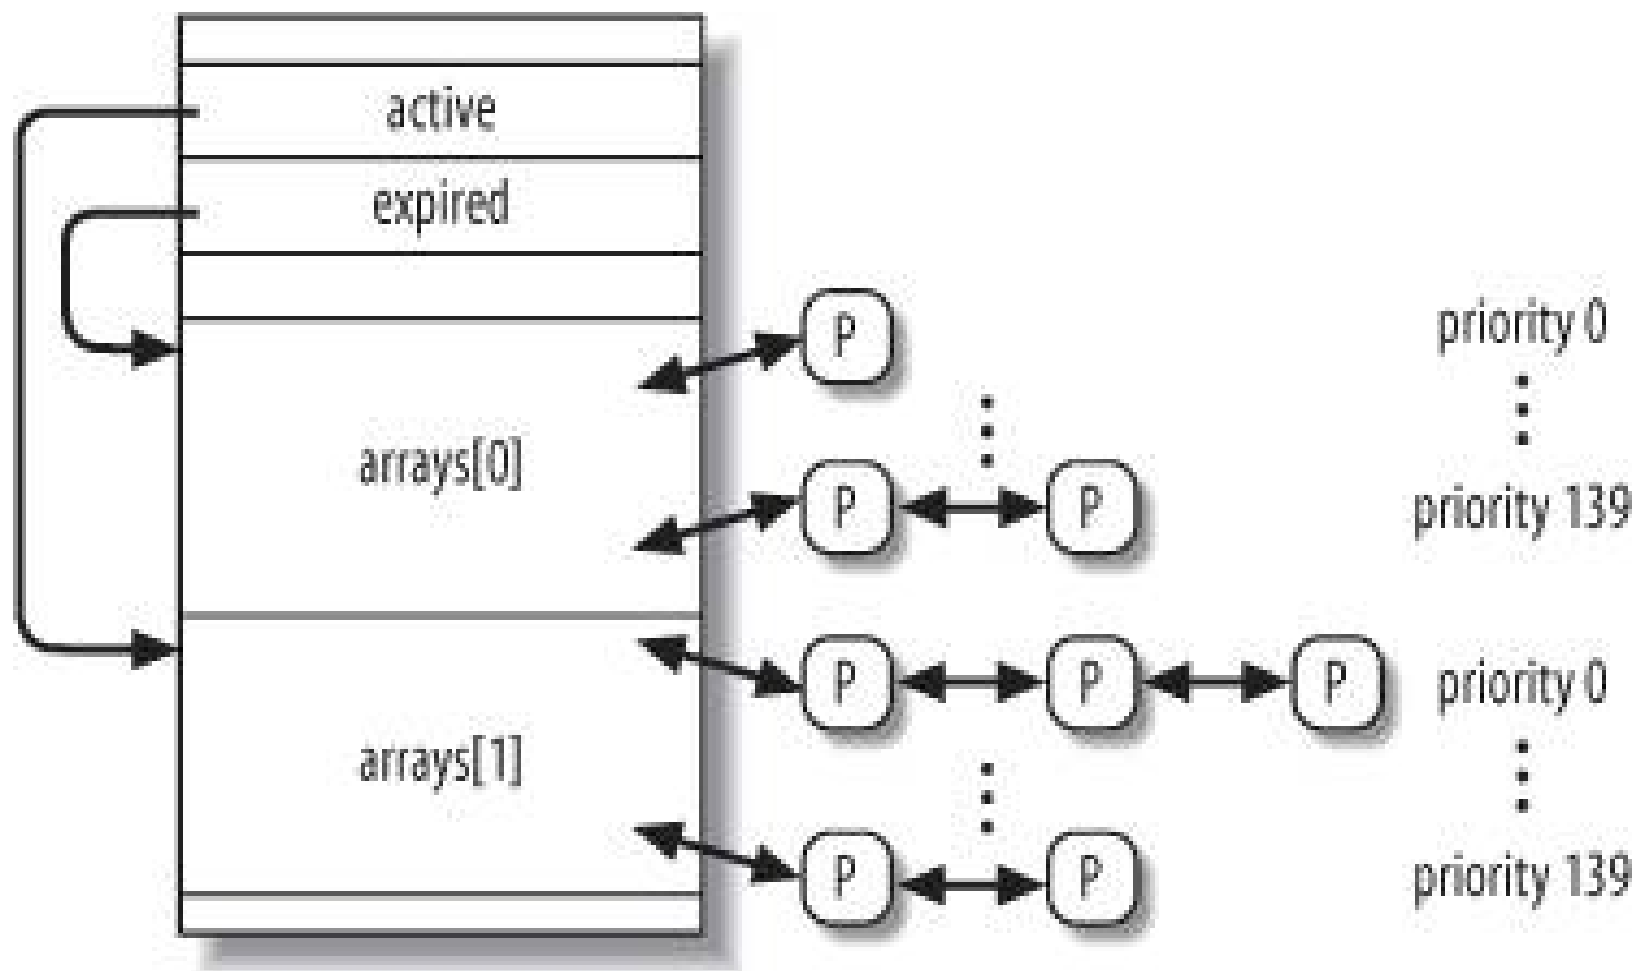 active
expired
P
priority 0
arrays[0]
P
P
priority 139
P
P
P
priority 0
arrays[1]
P
P
priority 139